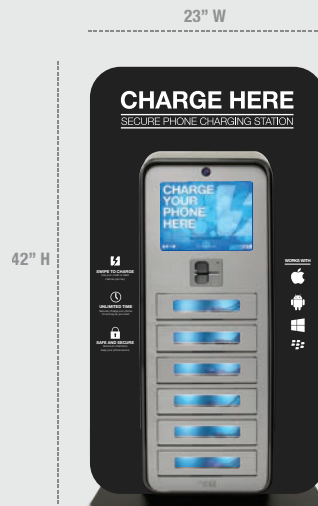 23” W
42” H
CHARGE HERE
SECURE PHONE CHARGING STATION
CHARGE
YOUR
PHONE
HERE
SWIPE TO CHARGE
UNLIMITED TIME
SAFE AND SECURE
WORKS WITH